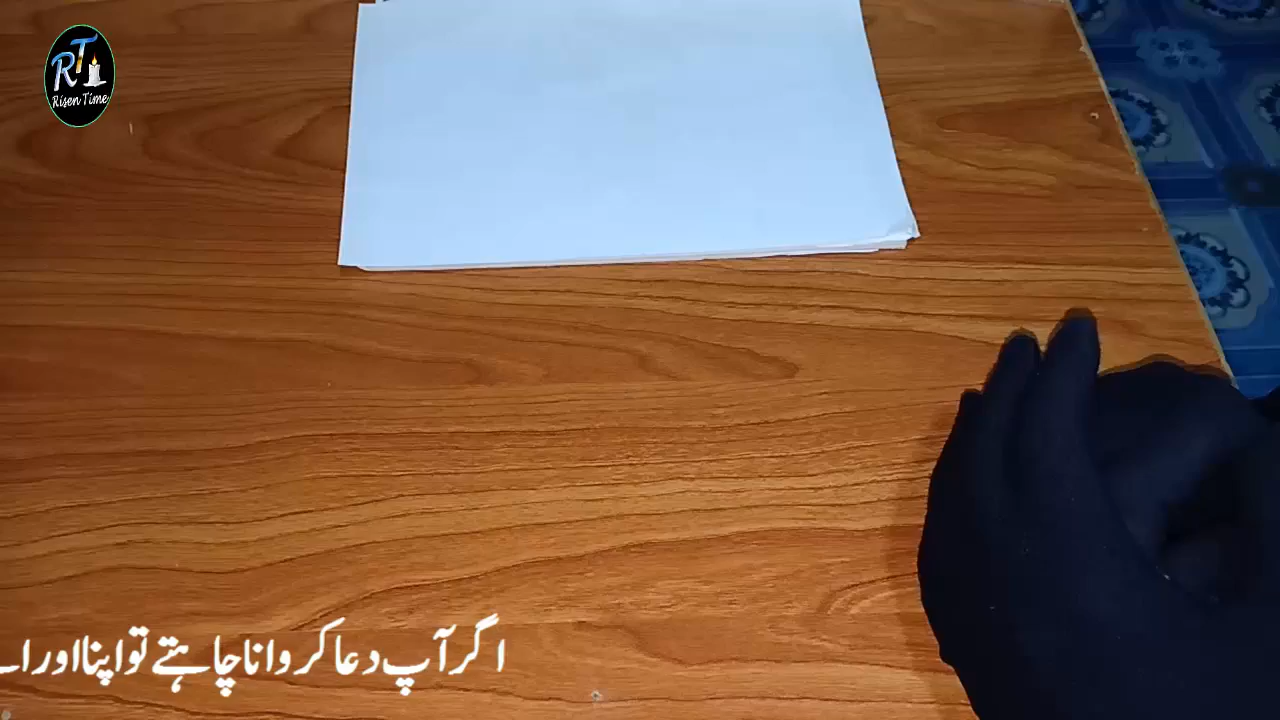 RT
Risen Time
اگر آپ دعا کروانا چاہتے تو اپنا اور ا